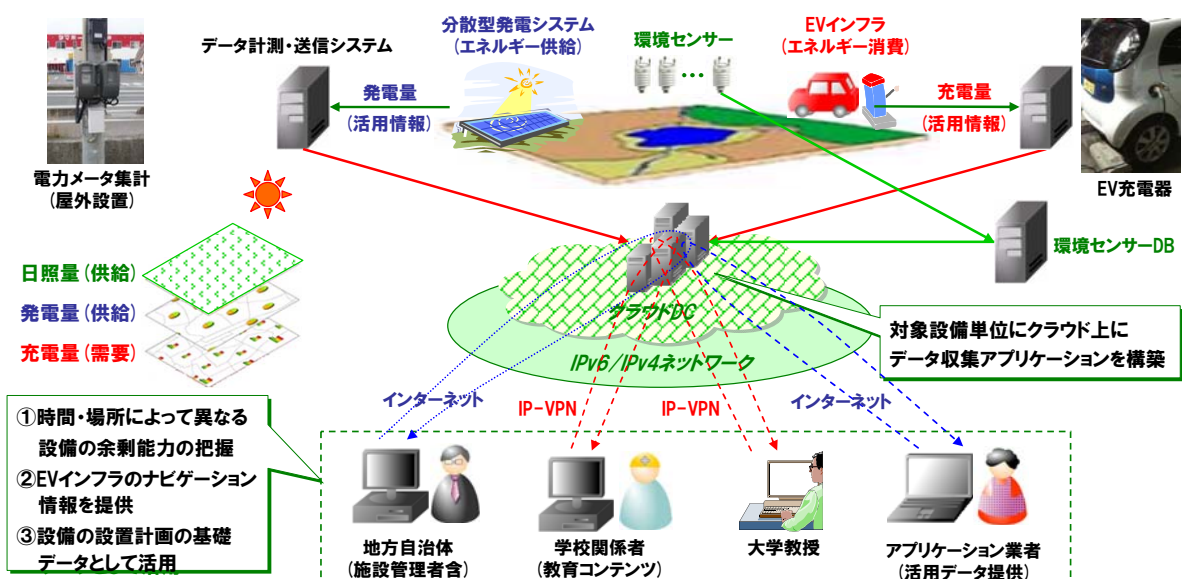 データ計測・送信システム
分散型発電システム
(エネルギー供給)
環境センサー
EVインフラ
(エネルギー消費)
発電量
(活用情報)
…
充電量
(活用情報)
電力メータ集計
(屋外設置)
EV充電器
環境センサーDB
日照量(供給)
発電量(供給)
充電量(需要)
クラウドDC
IPv6/IPv4ネットワーク
対象設備単位にクラウド上に
データ収集アプリケーションを構築
インターネット
IP-VPN
IP-VPN
インターネット
①時間・場所によって異なる
設備の余剰能力の把握
②EVインフラのナビゲーション
情報を提供
③設備の設置計画の基礎
データとして活用
地方自治体
(施設管理者含)
学校関係者
(教育コンテンツ)
大学教授
アプリケーション業者
(活用データ提供)